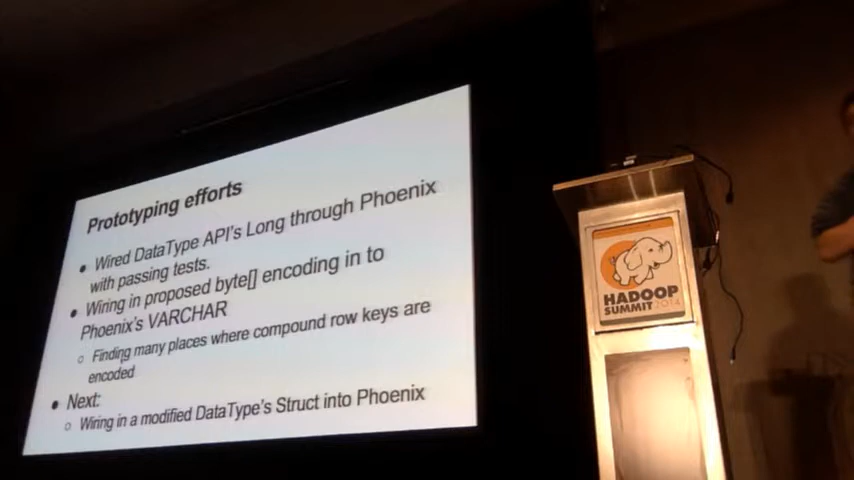 Prototyping efforts
● Wired DataType API's Long through Phoenix
with passing tests.
● Wiring in proposed byte[] encoding in to
Phoenix's VARCHAR
○ Finding many places where compound row keys are
encoded
● Next:
○ Wiring in a modified DataType's Struct into Phoenix
HADOOP
SUMMIT 2014